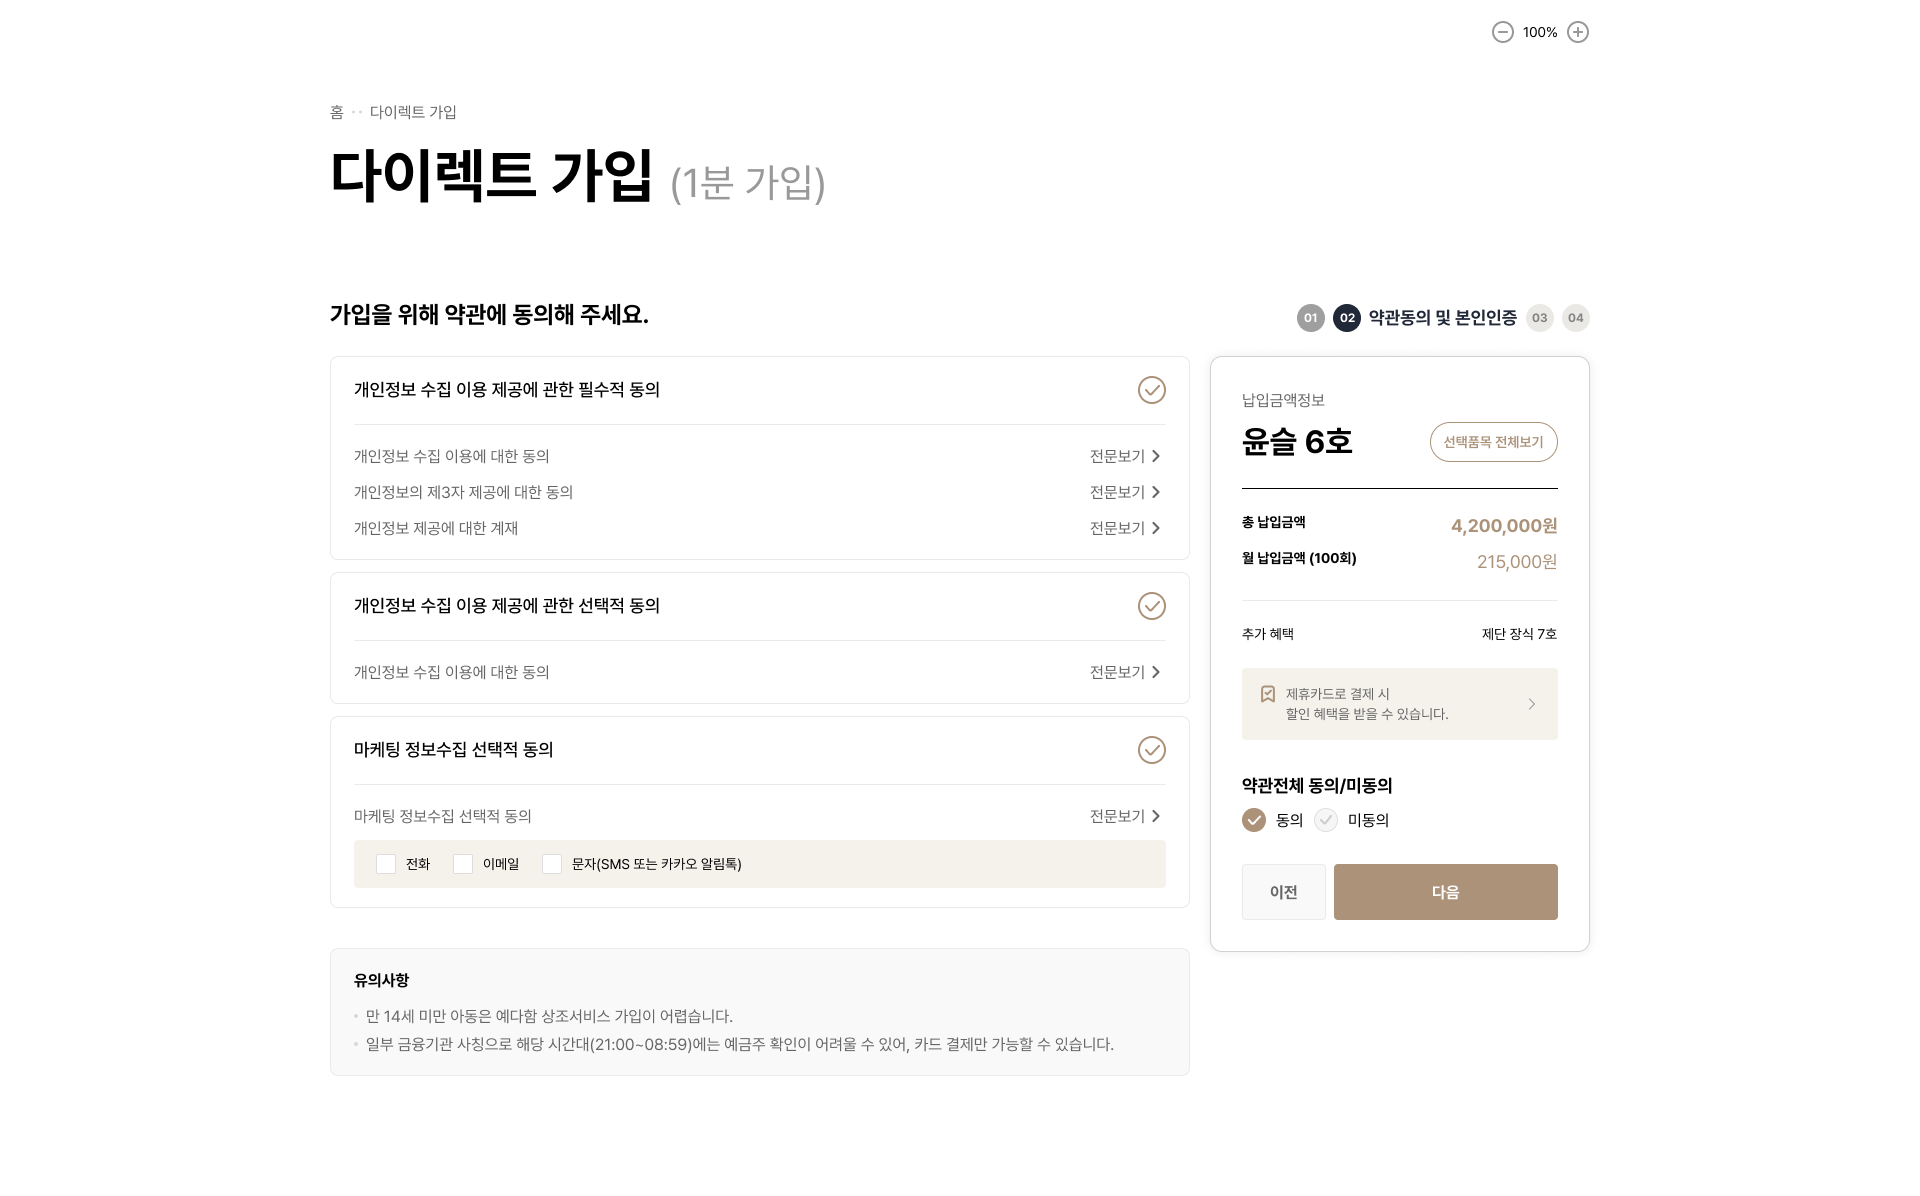 100%
홈 다이렉트 가입
다이렉트 가입 (1분 가입)
가입을 위해 약관에 동의해 주세요.
01 02 약관동의 및 본인인증 03 04
개인정보 수집 이용 제공에 관한 필수적 동의
개인정보 수집 이용에 대한 동의 전문보기
개인정보의 제3자 제공에 대한 동의 전문보기
개인정보 제공에 대한 계재 전문보기
개인정보 수집 이용 제공에 관한 선택적 동의
개인정보 수집 이용에 대한 동의 전문보기
마케팅 정보수집 선택적 동의
마케팅 정보수집 선택적 동의 전문보기
전화 이메일 문자(SMS 또는 카카오 알림톡)
유의사항
만 14세 미만 아동은 예다함 상조서비스 가입이 어렵습니다.
일부 금융기관 사칭으로 해당 시간대(21:00~08:59)에는 예금주 확인이 어려울 수 있어, 카드 결제만 가능할 수 있습니다.
납입금액정보
윤슬 6호 선택품목 전체보기
총 납입금액 4,200,000원
월 납입금액 (100회) 215,000원
추가 혜택 제단 장식 7호
제휴카드로 결제 시
할인 혜택을 받을 수 있습니다.
약관전체 동의/미동의
동의 미동의
이전 다음